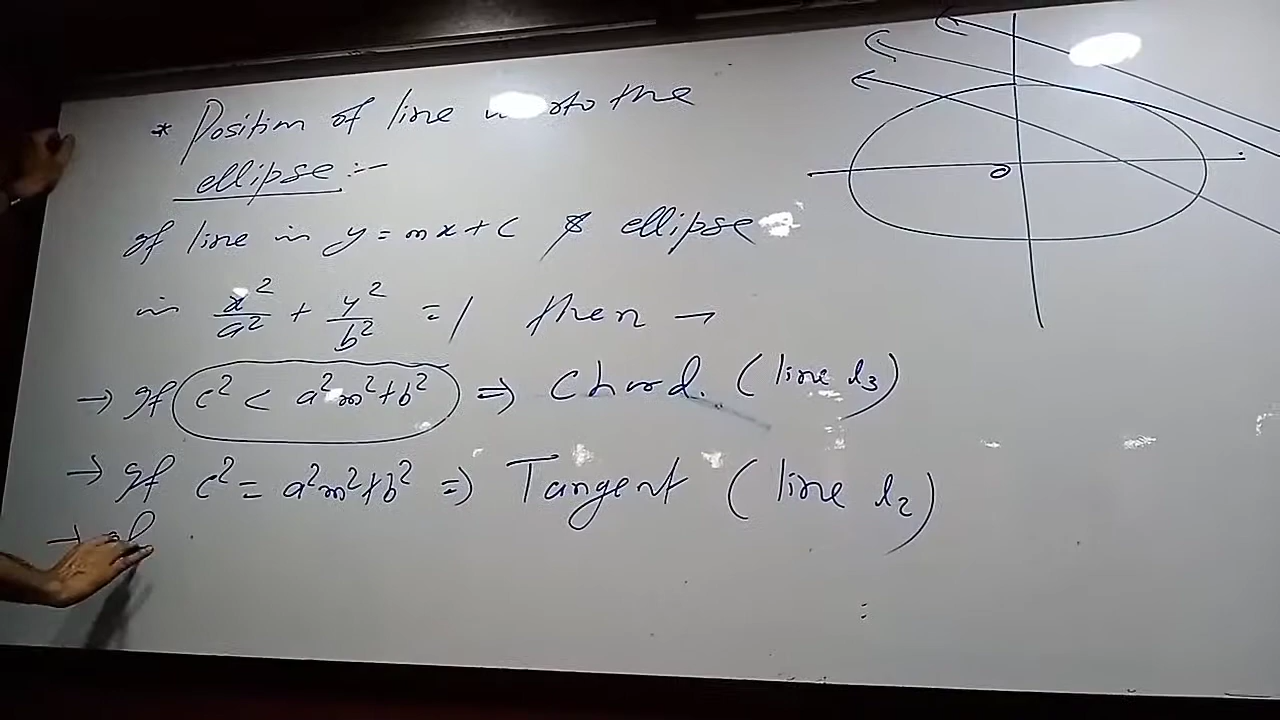 * Position of line w.r.to the
ellipse :-
If line is y = mx + c & ellipse
is x²/a² + y²/b² = 1 then →
→ If c² < a²m² + b² ⇒ Chord. (line l₃)
→ If c² = a²m² + b² ⇒ Tangent (line l₂)
→ If
O